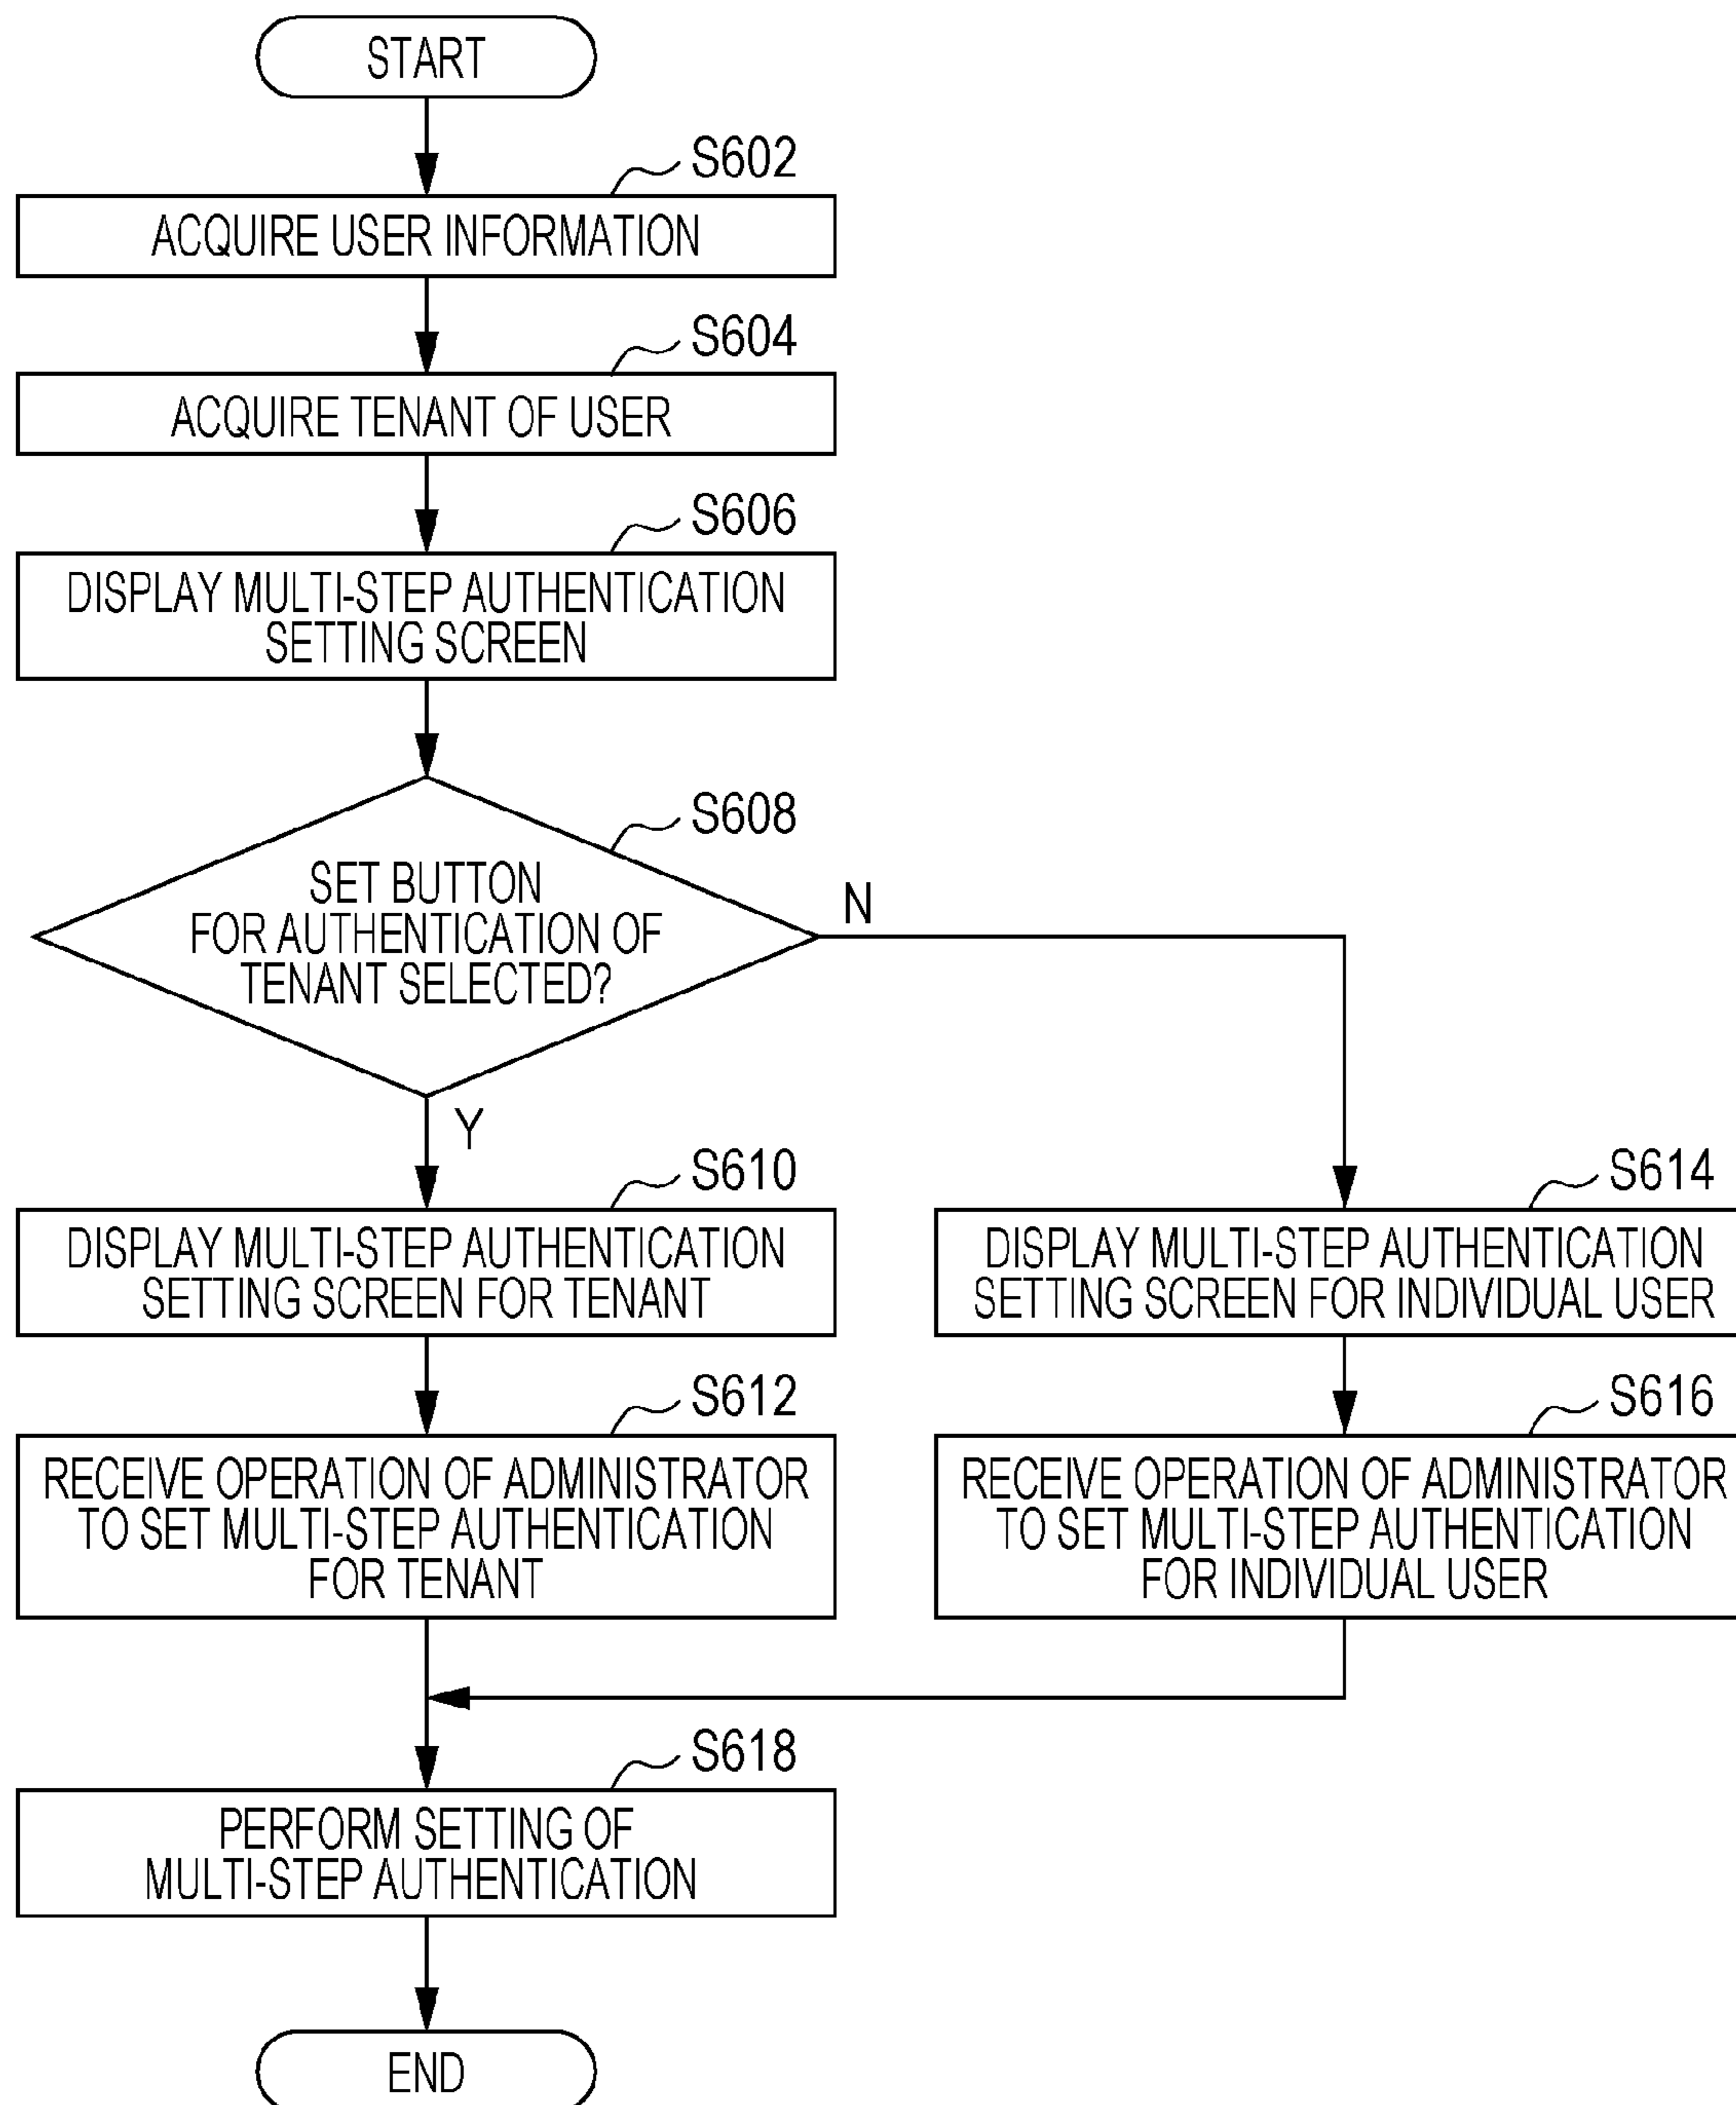 START
S602
ACQUIRE USER INFORMATION
S604
ACQUIRE TENANT OF USER
S606
DISPLAY MULTI-STEP AUTHENTICATION
SETTING SCREEN
S608
SET BUTTON
FOR AUTHENTICATION OF
TENANT SELECTED?
N
Y
S610
DISPLAY MULTI-STEP AUTHENTICATION
SETTING SCREEN FOR TENANT
S614
DISPLAY MULTI-STEP AUTHENTICATION
SETTING SCREEN FOR INDIVIDUAL USER
S612
RECEIVE OPERATION OF ADMINISTRATOR
TO SET MULTI-STEP AUTHENTICATION
FOR TENANT
S616
RECEIVE OPERATION OF ADMINISTRATOR
TO SET MULTI-STEP AUTHENTICATION
FOR INDIVIDUAL USER
S618
PERFORM SETTING OF
MULTI-STEP AUTHENTICATION
END